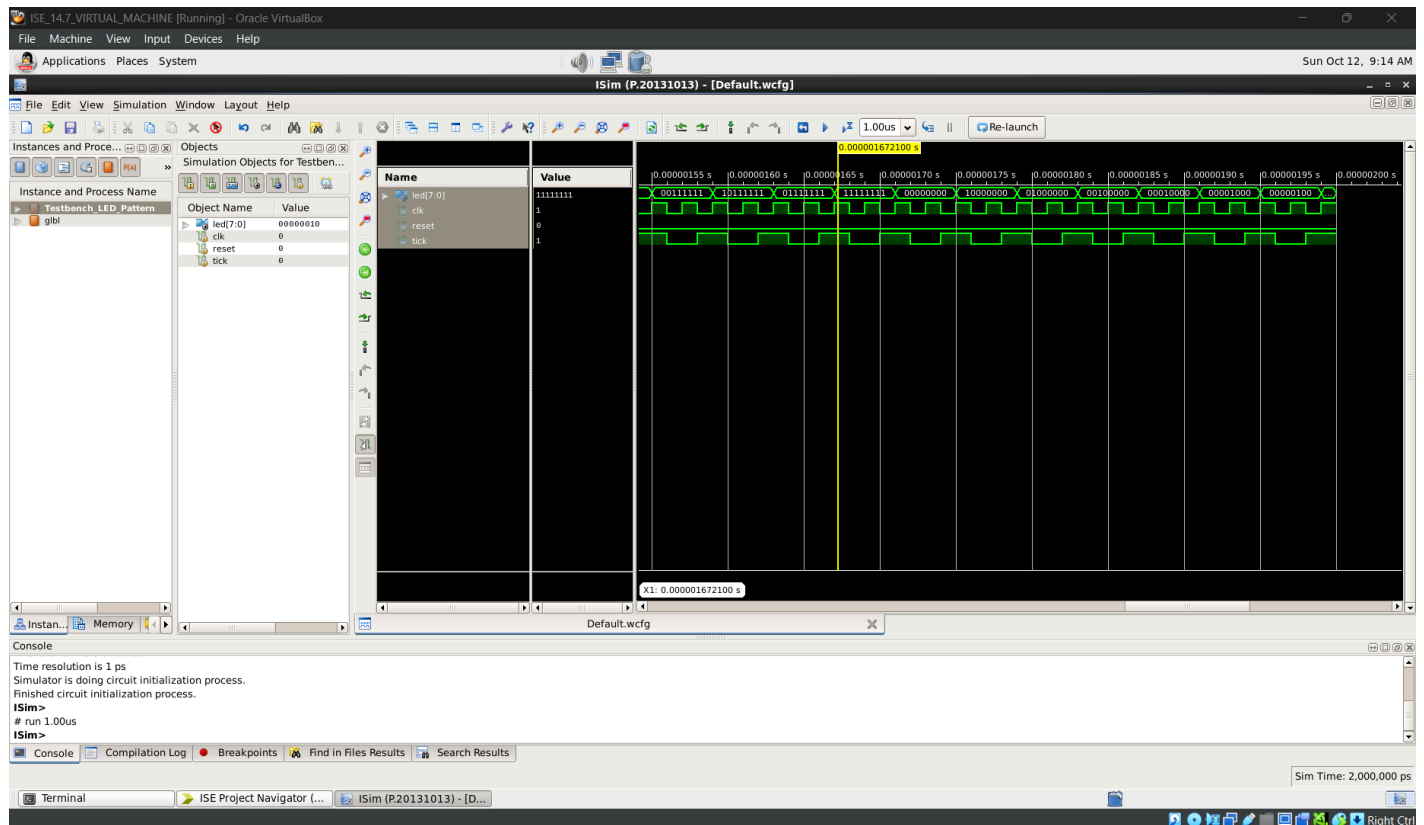 ISE_14.7_VIRTUAL_MACHINE [Running] - Oracle VirtualBox
File Machine View Input Devices Help
Applications Places System
Sun Oct 12, 9:14 AM
ISim (P.20131013) - [Default.wcfg]
File Edit View Simulation Window Layout Help
1.00us
Re-launch
Instances and Proce...
F(x)
»
Instance and Process Name
Testbench_LED_Pattern
glbl
Objects
Simulation Objects for Testben...
Object Name Value
led[7:0] 00000010
clk 0
reset 0
tick 0
Name Value
led[7:0] 11111111
clk 1
reset 0
tick 1
0.000001672100 s
0.00000155 s 0.00000160 s 0.00000165 s 0.00000170 s 0.00000175 s 0.00000180 s 0.00000185 s 0.00000190 s 0.00000195 s 0.00000200 s
00111111 10111111 01111111 11111111 00000000 10000000 01000000 00100000 00010000 00001000 00000100 ...
X1: 0.000001672100 s
Instan... Memory
Default.wcfg
Console
Time resolution is 1 ps
Simulator is doing circuit initialization process.
Finished circuit initialization process.
ISim>
# run 1.00us
ISim>
Console Compilation Log Breakpoints Find in Files Results Search Results
Sim Time: 2,000,000 ps
Terminal ISE Project Navigator (... ISim (P.20131013) - [D...
Right Ctrl